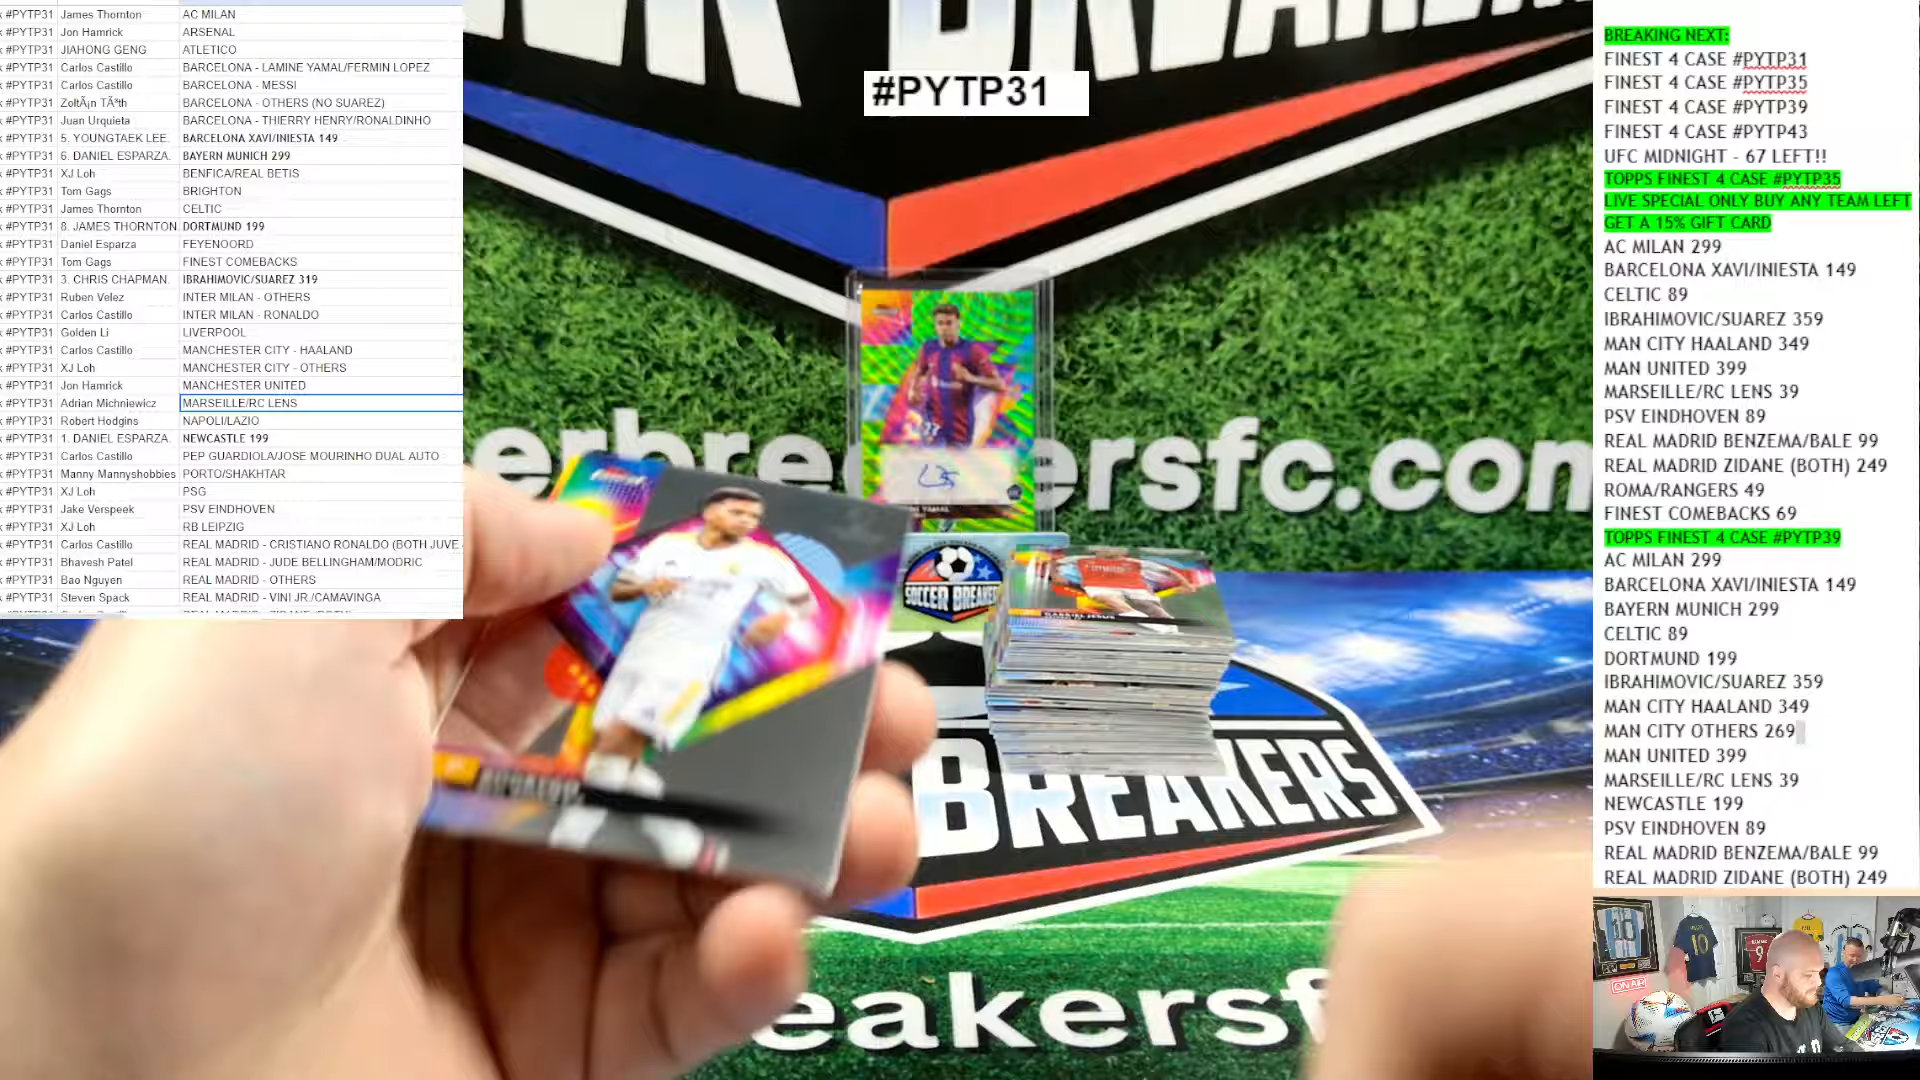 #PYTP31 James Thornton AC MILAN
#PYTP31 Jon Hamrick ARSENAL
#PYTP31 JIAHONG GENG ATLETICO
#PYTP31 Carlos Castillo BARCELONA - LAMINE YAMAL/FERMIN LOPEZ
#PYTP31 Carlos Castillo BARCELONA - MESSI
#PYTP31 ZoltÃ¡n TÃ³th BARCELONA - OTHERS (NO SUAREZ)
#PYTP31 Juan Urquieta BARCELONA - THIERRY HENRY/RONALDINHO
#PYTP31 5. YOUNGTAEK LEE. BARCELONA XAVI/INIESTA 149
#PYTP31 6. DANIEL ESPARZA. BAYERN MUNICH 299
#PYTP31 XJ Loh BENFICA/REAL BETIS
#PYTP31 Tom Gags BRIGHTON
#PYTP31 James Thornton CELTIC
#PYTP31 8. JAMES THORNTON. DORTMUND 199
#PYTP31 Daniel Esparza FEYENOORD
#PYTP31 Tom Gags FINEST COMEBACKS
#PYTP31 3. CHRIS CHAPMAN. IBRAHIMOVIC/SUAREZ 319
#PYTP31 Ruben Velez INTER MILAN - OTHERS
#PYTP31 Carlos Castillo INTER MILAN - RONALDO
#PYTP31 Golden Li LIVERPOOL
#PYTP31 Carlos Castillo MANCHESTER CITY - HAALAND
#PYTP31 XJ Loh MANCHESTER CITY - OTHERS
#PYTP31 Jon Hamrick MANCHESTER UNITED
#PYTP31 Adrian Michniewicz MARSEILLE/RC LENS
#PYTP31 Robert Hodgins NAPOLI/LAZIO
#PYTP31 1. DANIEL ESPARZA. NEWCASTLE 199
#PYTP31 Carlos Castillo PEP GUARDIOLA/JOSE MOURINHO DUAL AUTO
#PYTP31 Manny Mannyshobbies PORTO/SHAKHTAR
#PYTP31 XJ Loh PSG
#PYTP31 Jake Verspeek PSV EINDHOVEN
#PYTP31 XJ Loh RB LEIPZIG
#PYTP31 Carlos Castillo REAL MADRID - CRISTIANO RONALDO (BOTH JUVE
#PYTP31 Bhavesh Patel REAL MADRID - JUDE BELLINGHAM/MODRIC
#PYTP31 Bao Nguyen REAL MADRID - OTHERS
#PYTP31 Steven Spack REAL MADRID - VINI JR./CAMAVINGA
#PYTP31
27
YAMAL
ersfc.com
SOCCER BREAKERS
GABRIEL JESUS
BREAKERS
eakersf
BREAKING NEXT:
FINEST 4 CASE #PYTP31
FINEST 4 CASE #PYTP35
FINEST 4 CASE #PYTP39
FINEST 4 CASE #PYTP43
UFC MIDNIGHT - 67 LEFT!!
TOPPS FINEST 4 CASE #PYTP35
LIVE SPECIAL ONLY BUY ANY TEAM LEFT
GET A 15% GIFT CARD
AC MILAN 299
BARCELONA XAVI/INIESTA 149
CELTIC 89
IBRAHIMOVIC/SUAREZ 359
MAN CITY HAALAND 349
MAN UNITED 399
MARSEILLE/RC LENS 39
PSV EINDHOVEN 89
REAL MADRID BENZEMA/BALE 99
REAL MADRID ZIDANE (BOTH) 249
ROMA/RANGERS 49
FINEST COMEBACKS 69
TOPPS FINEST 4 CASE #PYTP39
AC MILAN 299
BARCELONA XAVI/INIESTA 149
BAYERN MUNICH 299
CELTIC 89
DORTMUND 199
IBRAHIMOVIC/SUAREZ 359
MAN CITY HAALAND 349
MAN CITY OTHERS 269
MAN UNITED 399
MARSEILLE/RC LENS 39
NEWCASTLE 199
PSV EINDHOVEN 89
REAL MADRID BENZEMA/BALE 99
REAL MADRID ZIDANE (BOTH) 249
10
10
9
ON AIR